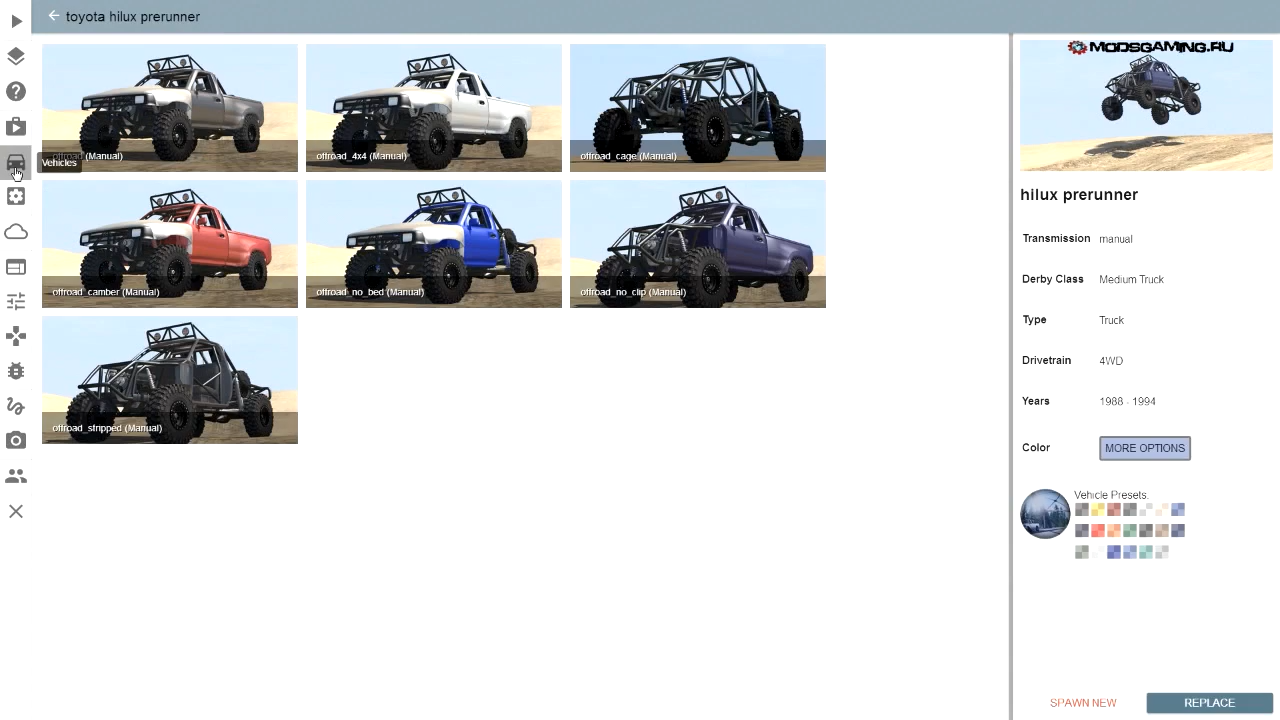 toyota hilux prerunner
offroad (Manual)
Vehicles
offroad_4x4 (Manual)
offroad_cage (Manual)
offroad_camber (Manual)
offroad_no_bed (Manual)
offroad_no_clip (Manual)
offroad_stripped (Manual)
MODSGAMING.RU
hilux prerunner
Transmission manual
Derby Class Medium Truck
Type Truck
Drivetrain 4WD
Years 1988 - 1994
Color MORE OPTIONS
Vehicle Presets:
SPAWN NEW REPLACE